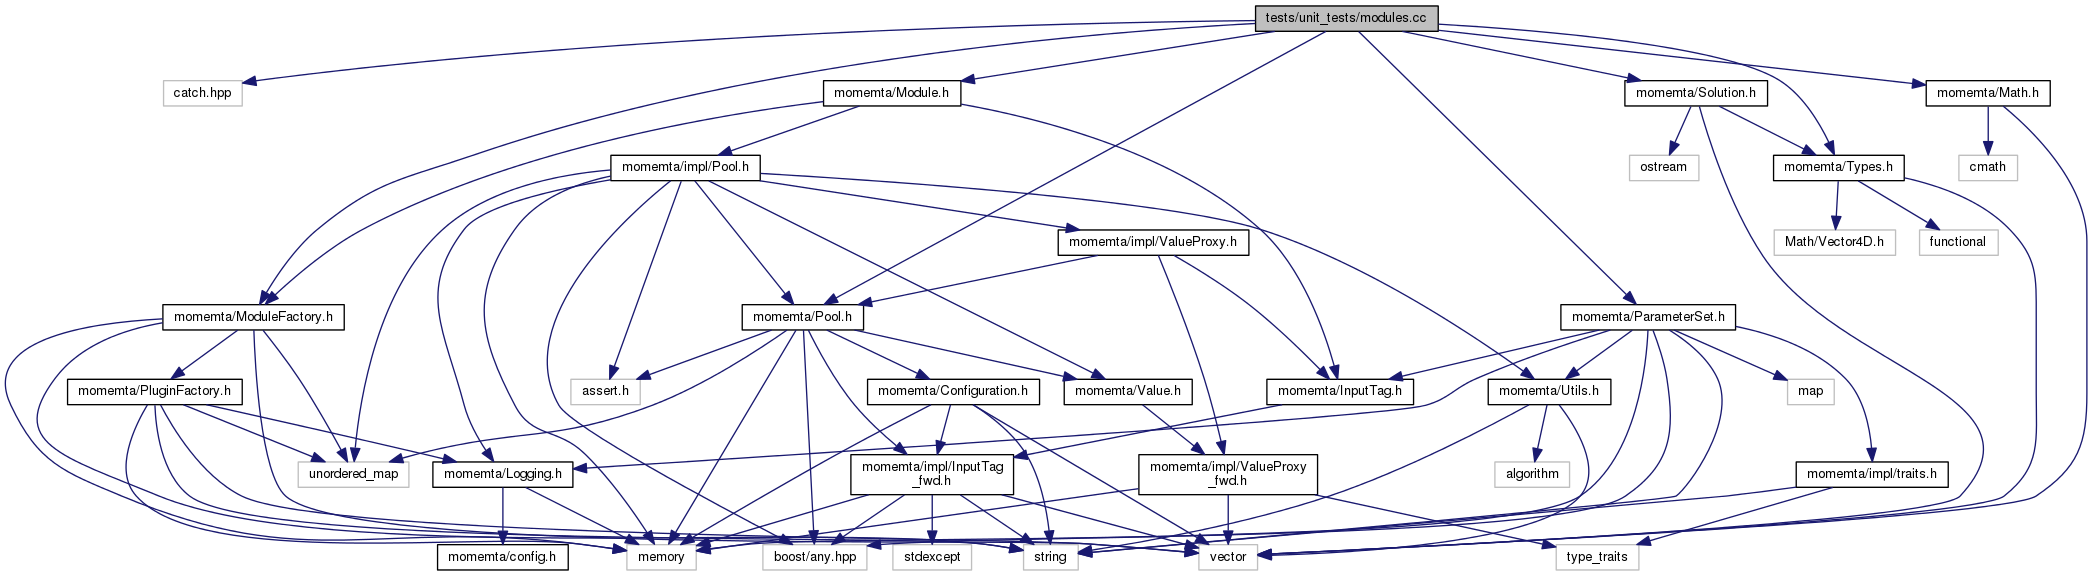 tests/unit_tests/modules.cc
catch.hpp
momemta/Module.h
momemta/Solution.h
momemta/Math.h
momemta/impl/Pool.h
ostream
momemta/Types.h
cmath
momemta/impl/ValueProxy.h
Math/Vector4D.h
functional
momemta/ModuleFactory.h
momemta/Pool.h
momemta/ParameterSet.h
momemta/PluginFactory.h
assert.h
momemta/Configuration.h
momemta/Value.h
momemta/InputTag.h
momemta/Utils.h
map
unordered_map
momemta/Logging.h
momemta/impl/InputTag
_fwd.h
momemta/impl/ValueProxy
_fwd.h
algorithm
momemta/impl/traits.h
momemta/config.h
memory
boost/any.hpp
stdexcept
string
vector
type_traits